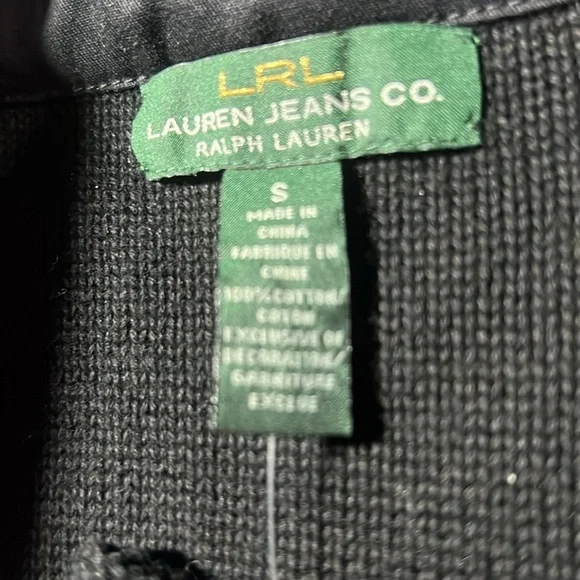 LRL
LAUREN JEANS CO.
RALPH LAUREN
S
MADE IN
CHINA
FABRIQUE EN
CHINE
100% COTTON/
COTON
EXCLUSIVE OF
DECORATION/
GARNITURE
EXCLUE